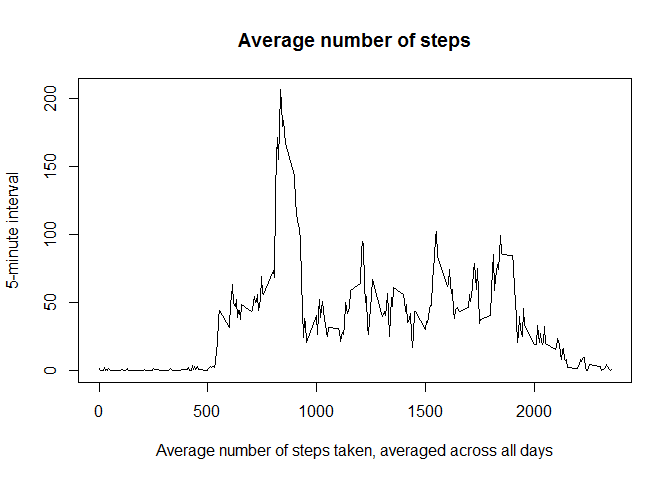 Average number of steps
5-minute interval
200
150
100
50
0
0 500 1000 1500 2000
Average number of steps taken, averaged across all days